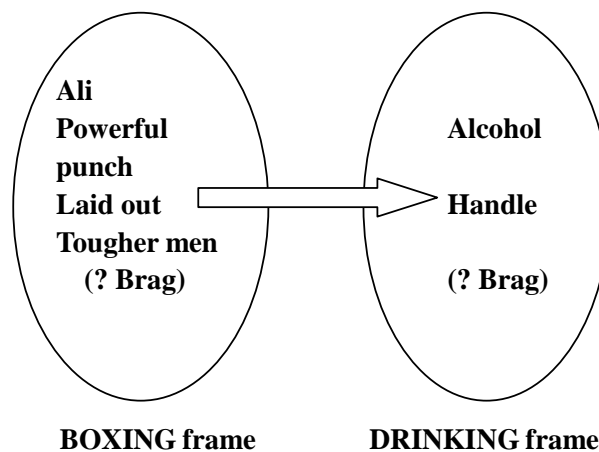 Ali
Powerful
punch
Laid out
Tougher men
(? Brag)
Alcohol
Handle
(? Brag)
BOXING frame
DRINKING frame